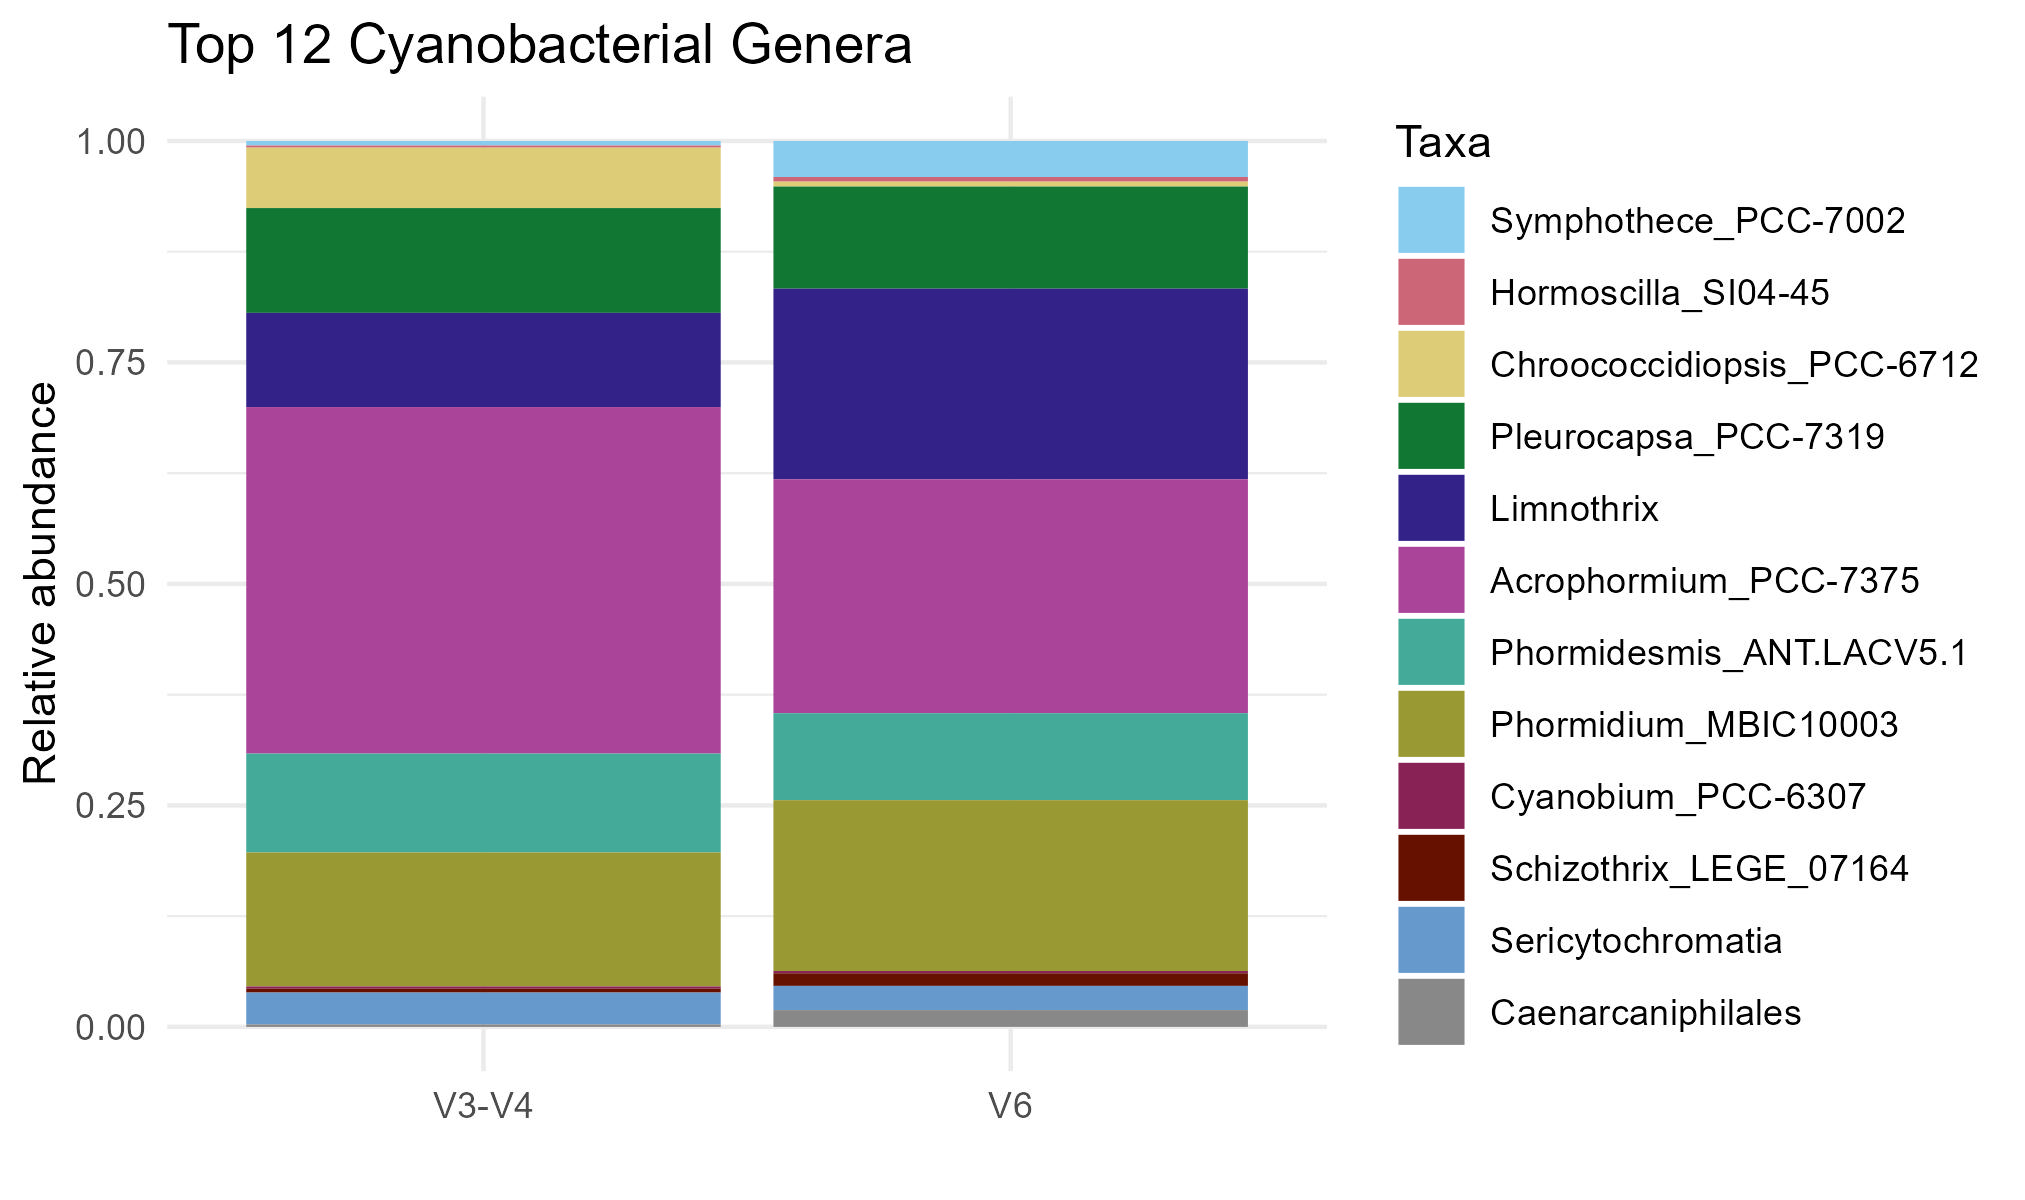 Top 12 Cyanobacterial Genera
Relative abundance
1.00
0.75
0.50
0.25
0.00
V3-V4
V6
Taxa
Symphothece_PCC-7002
Hormoscilla_SI04-45
Chroococcidiopsis_PCC-6712
Pleurocapsa_PCC-7319
Limnothrix
Acrophormium_PCC-7375
Phormidesmis_ANT.LACV5.1
Phormidium_MBIC10003
Cyanobium_PCC-6307
Schizothrix_LEGE_07164
Sericytochromatia
Caenarcaniphilales